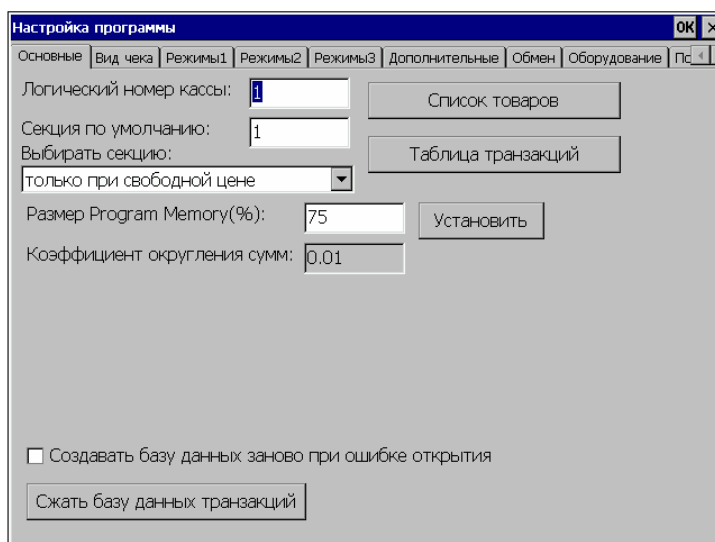 Настройка программы OK ×
Основные Вид чека Режимы1 Режимы2 Режимы3 Дополнительные Обмен Оборудование
Логический номер кассы: 1 Список товаров
Секция по умолчанию: 1
Выбирать секцию: Таблица транзакций
только при свободной цене
Размер Program Memory(%): 75 Установить
Коэффициент округления сумм: 0.01
Создавать базу данных заново при ошибке открытия
Сжать базу данных транзакций